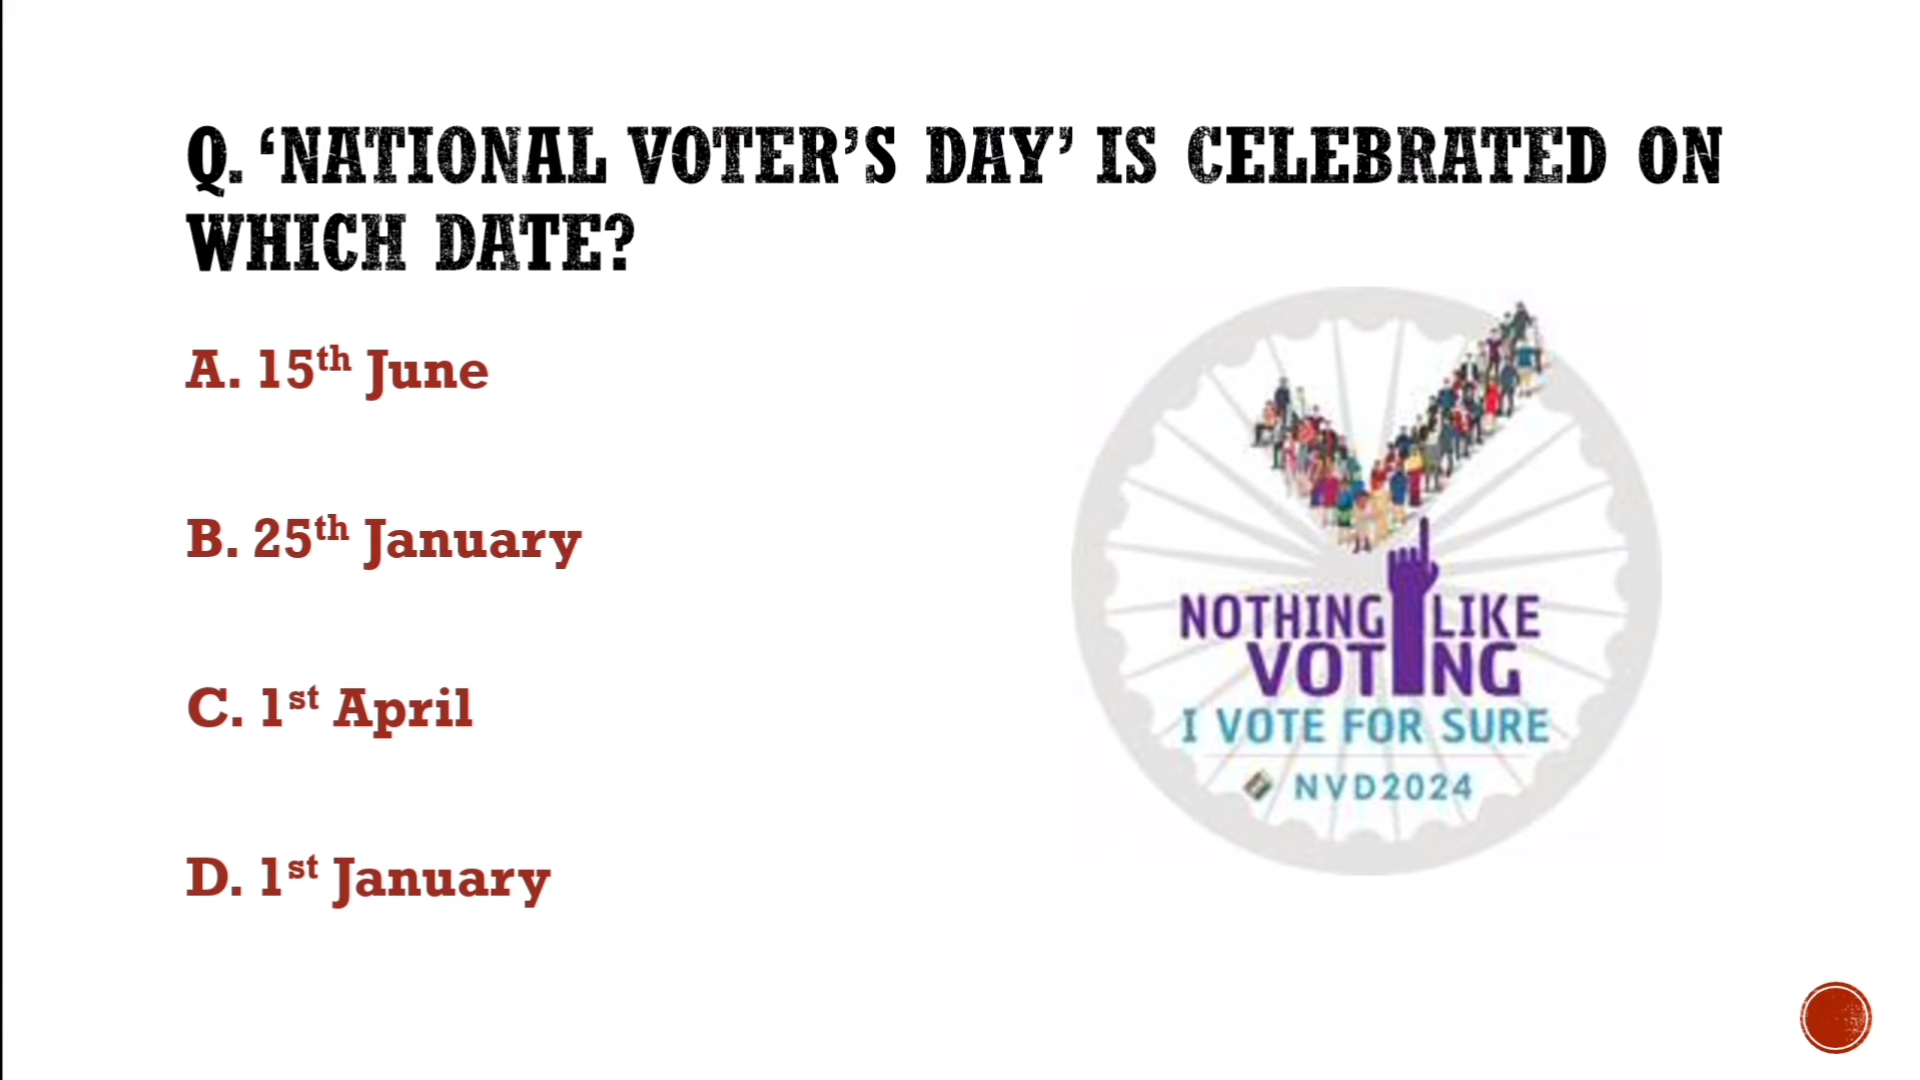 Q. ‘NATIONAL VOTER’S DAY’ IS CELEBRATED ON
WHICH DATE?
A. 15th June
B. 25th January
C. 1st April
D. 1st January
NOTHING LIKE
VOTING
I VOTE FOR SURE
NVD2024